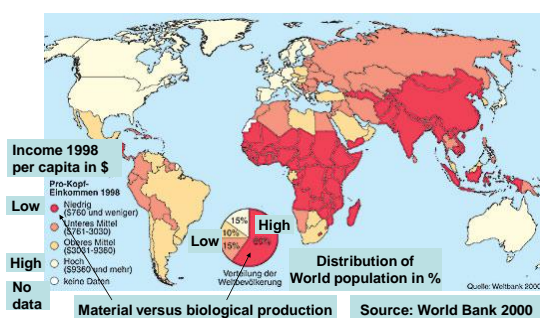 Income 1998
per capita in $
Pro-Kopf-
Einkommen 1998
Low
Niedrig
($760 und weniger)
Unteres Mittel
($761-3030)
Oberes Mittel
($3031-9360)
High
Hoch
($9360 und mehr)
No
data
keine Daten
15%
10%
15%
Low
High
Verteilung der
Weltbevölkerung
Distribution of
World population in %
Quelle: Weltbank 2000
Material versus biological production
Source: World Bank 2000